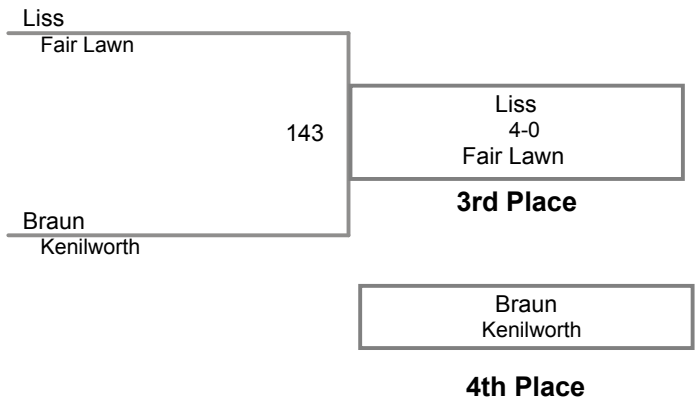 Liss
Fair Lawn
143
Liss
4-0
Fair Lawn
3rd Place
Braun
Kenilworth
Braun
Kenilworth
4th Place